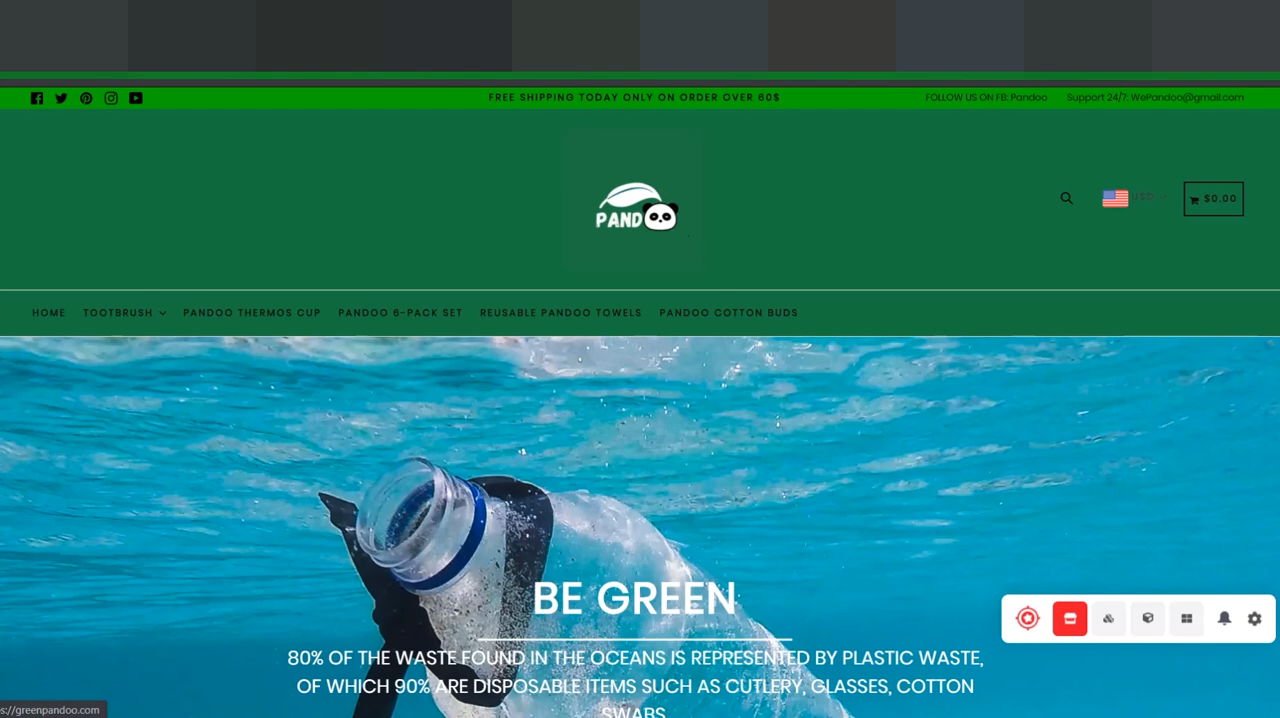 FREE SHIPPING TODAY ONLY ON ORDER OVER 60$
FOLLOW US ON FB: Pandoo
Support 24/7: WePandoo@gmail.com
PAND
USD
$0.00
HOME
TOOTBRUSH
PANDOO THERMOS CUP
PANDOO 6-PACK SET
REUSABLE PANDOO TOWELS
PANDOO COTTON BUDS
BE GREEN
80% OF THE WASTE FOUND IN THE OCEANS IS REPRESENTED BY PLASTIC WASTE,
OF WHICH 90% ARE DISPOSABLE ITEMS SUCH AS CUTLERY, GLASSES, COTTON
SWABS
s://greenpandoo.com